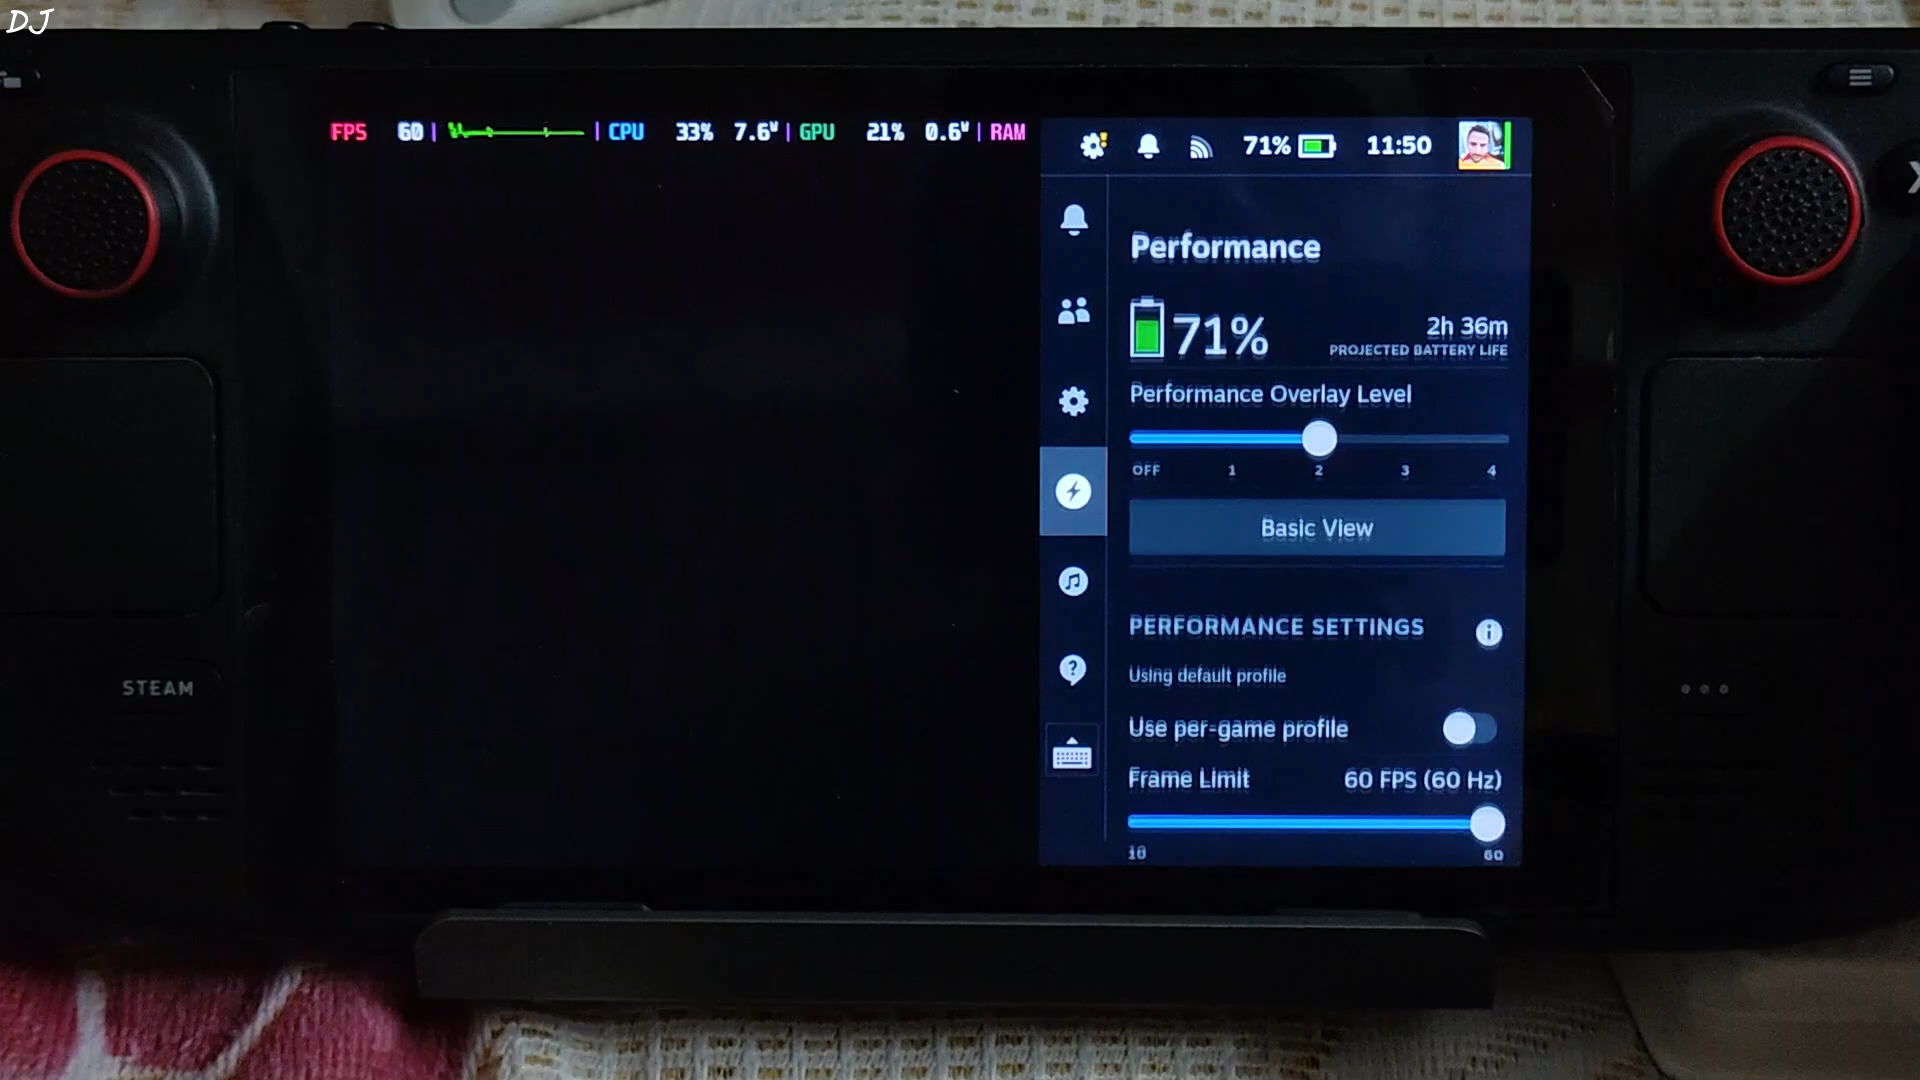 DJ
FPS 60 | CPU 33% 7.6W | GPU 21% 0.6W | RAM
71% 11:50
Performance
71%
2h 36m
PROJECTED BATTERY LIFE
Performance Overlay Level
OFF 1 2 3 4
Basic View
PERFORMANCE SETTINGS
Using default profile
Use per-game profile
Frame Limit 60 FPS (60 Hz)
10 60
STEAM
X